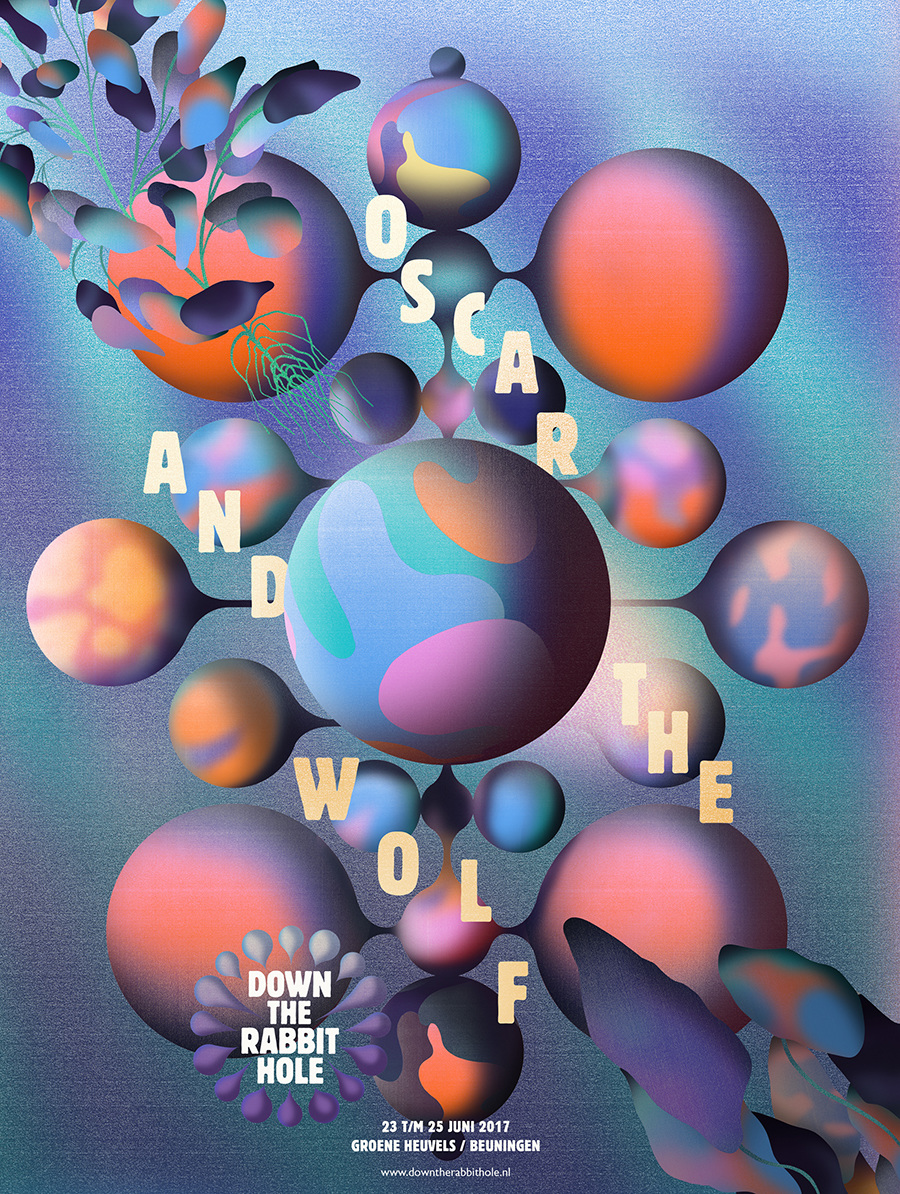 OSCAR
AND
THE
WOLF
DOWN
THE
RABBIT
HOLE
23 T/M 25 JUNI 2017
GROENE HEUVELS / BEUNINGEN
www.downtherabbithole.nl